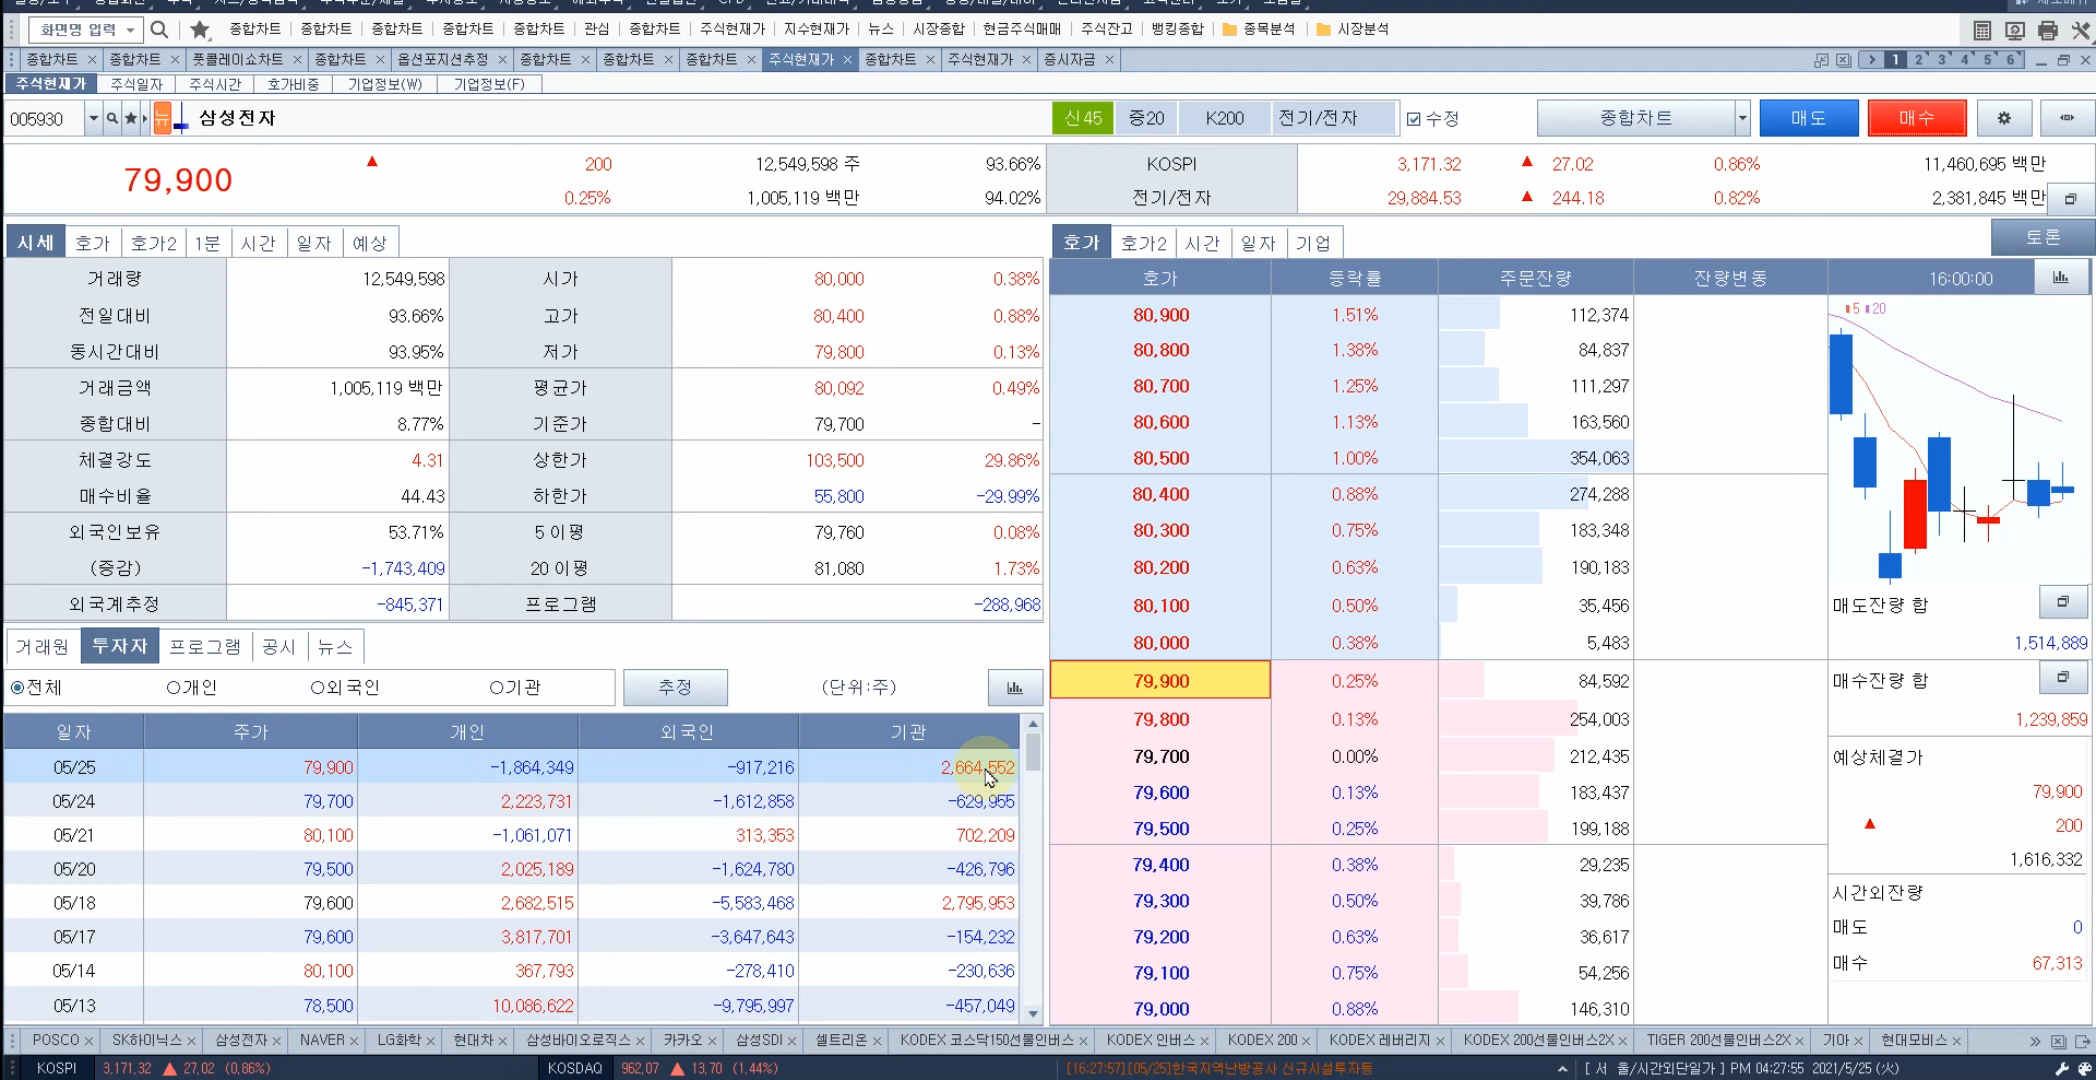 화면명 입력 종합차트 종합차트 종합차트 종합차트 종합차트 관심 종합차트 주식현재가 지수현재가 뉴스 시장종합 현금주식매매 주식잔고 뱅킹종합 종목분석 시장분석
종합차트 종합차트 풋콜레이쇼차트 종합차트 옵션포지션추정 종합차트 종합차트 종합차트 주식현재가 종합차트 주식현재가 증시자금 1 2 3 4 5 6
주식현재가 주식일자 주식시간 호가비중 기업정보(W) 기업정보(F)
005930 뉴 삼성전자 신45 증20 K200 전기/전자 수정 종합차트 매도 매수
79,900 ▲ 200 12,549,598 주 93.66% KOSPI 3,171.32 ▲ 27.02 0.86% 11,460,695 백만
0.25% 1,005,119 백만 94.02% 전기/전자 29,884.53 ▲ 244.18 0.82% 2,381,845 백만
시세 호가 호가2 1분 시간 일자 예상
거래량 12,549,598 시가 80,000 0.38%
전일대비 93.66% 고가 80,400 0.88%
동시간대비 93.95% 저가 79,800 0.13%
거래금액 1,005,119 백만 평균가 80,092 0.49%
종합대비 8.77% 기준가 79,700 -
체결강도 4.31 상한가 103,500 29.86%
매수비율 44.43 하한가 55,800 -29.99%
외국인보유 53.71% 5 이평 79,760 0.08%
(증감) -1,743,409 20 이평 81,080 1.73%
외국계추정 -845,371 프로그램 -288,968
거래원 투자자 프로그램 공시 뉴스
전체 개인 외국인 기관 추정 (단위:주)
일자 주가 개인 외국인 기관
05/25 79,900 -1,864,349 -917,216 2,664,552
05/24 79,700 2,223,731 -1,612,858 -629,955
05/21 80,100 -1,061,071 313,353 702,209
05/20 79,500 2,025,189 -1,624,780 -426,796
05/18 79,600 2,682,515 -5,583,468 2,795,953
05/17 79,600 3,817,701 -3,647,643 -154,232
05/14 80,100 367,793 -278,410 -230,636
05/13 78,500 10,086,622 -9,795,997 -457,049
호가 호가2 시간 일자 기업 토론
호가 등락률 주문잔량 잔량변동 16:00:00
80,900 1.51% 112,374
80,800 1.38% 84,837
80,700 1.25% 111,297
80,600 1.13% 163,560
80,500 1.00% 354,063
80,400 0.88% 274,288
80,300 0.75% 183,348
80,200 0.63% 190,183
80,100 0.50% 35,456
80,000 0.38% 5,483
79,900 0.25% 84,592
79,800 0.13% 254,003
79,700 0.00% 212,435
79,600 0.13% 183,437
79,500 0.25% 199,188
79,400 0.38% 29,235
79,300 0.50% 39,786
79,200 0.63% 36,617
79,100 0.75% 54,256
79,000 0.88% 146,310
5 20
매도잔량 합
1,514,889
매수잔량 합
1,239,859
예상체결가
79,900
▲ 200
1,616,332
시간외잔량
매도 0
매수 67,313
POSCO SK하이닉스 삼성전자 NAVER LG화학 현대차 삼성바이오로직스 카카오 삼성SDI 셀트리온 KODEX 코스닥150선물인버스 KODEX 인버스 KODEX 200 KODEX 레버리지 KODEX 200선물인버스2X TIGER 200선물인버스2X 기아 현대모비스
KOSPI 3,171.32 ▲ 27.02 (0.86%) KOSDAQ 962.07 ▲ 13.70 (1.44%) [16:27:57][05/25]한국지역난방공사 신규시설투자등 [ 서 울/시간외단일가 ] PM 04:27:55 2021/5/25 (火)